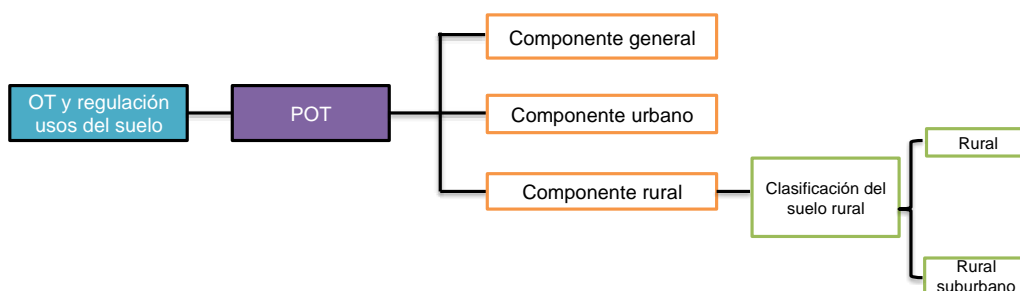 OT y regulación
usos del suelo
POT
Componente general
Componente urbano
Componente rural
Clasificación del
suelo rural
Rural
Rural
suburbano